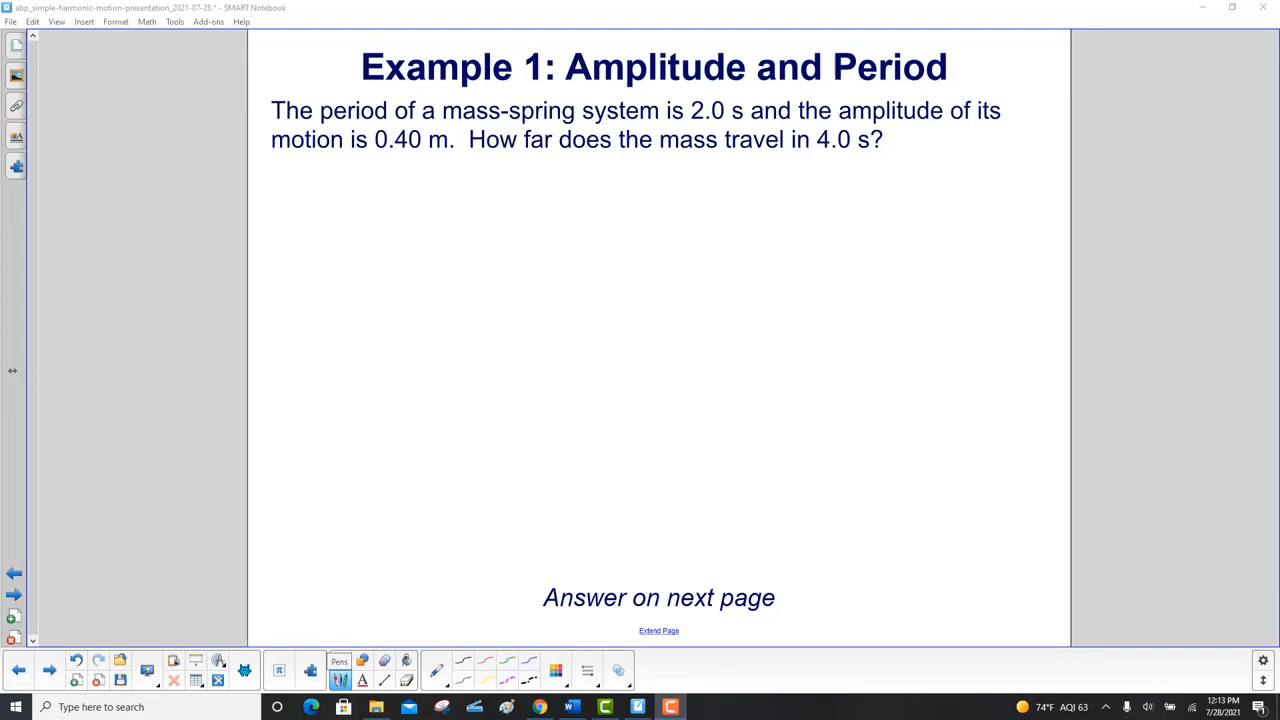 abp_simple-harmonic-motion-presentation_2021-07-28 * - SMART Notebook
File Edit View Insert Format Math Tools Add-ons Help
Example 1: Amplitude and Period
The period of a mass-spring system is 2.0 s and the amplitude of its
motion is 0.40 m. How far does the mass travel in 4.0 s?
Answer on next page
Extend Page
Pens
Type here to search
74°F AQI 63
12:13 PM
7/28/2021